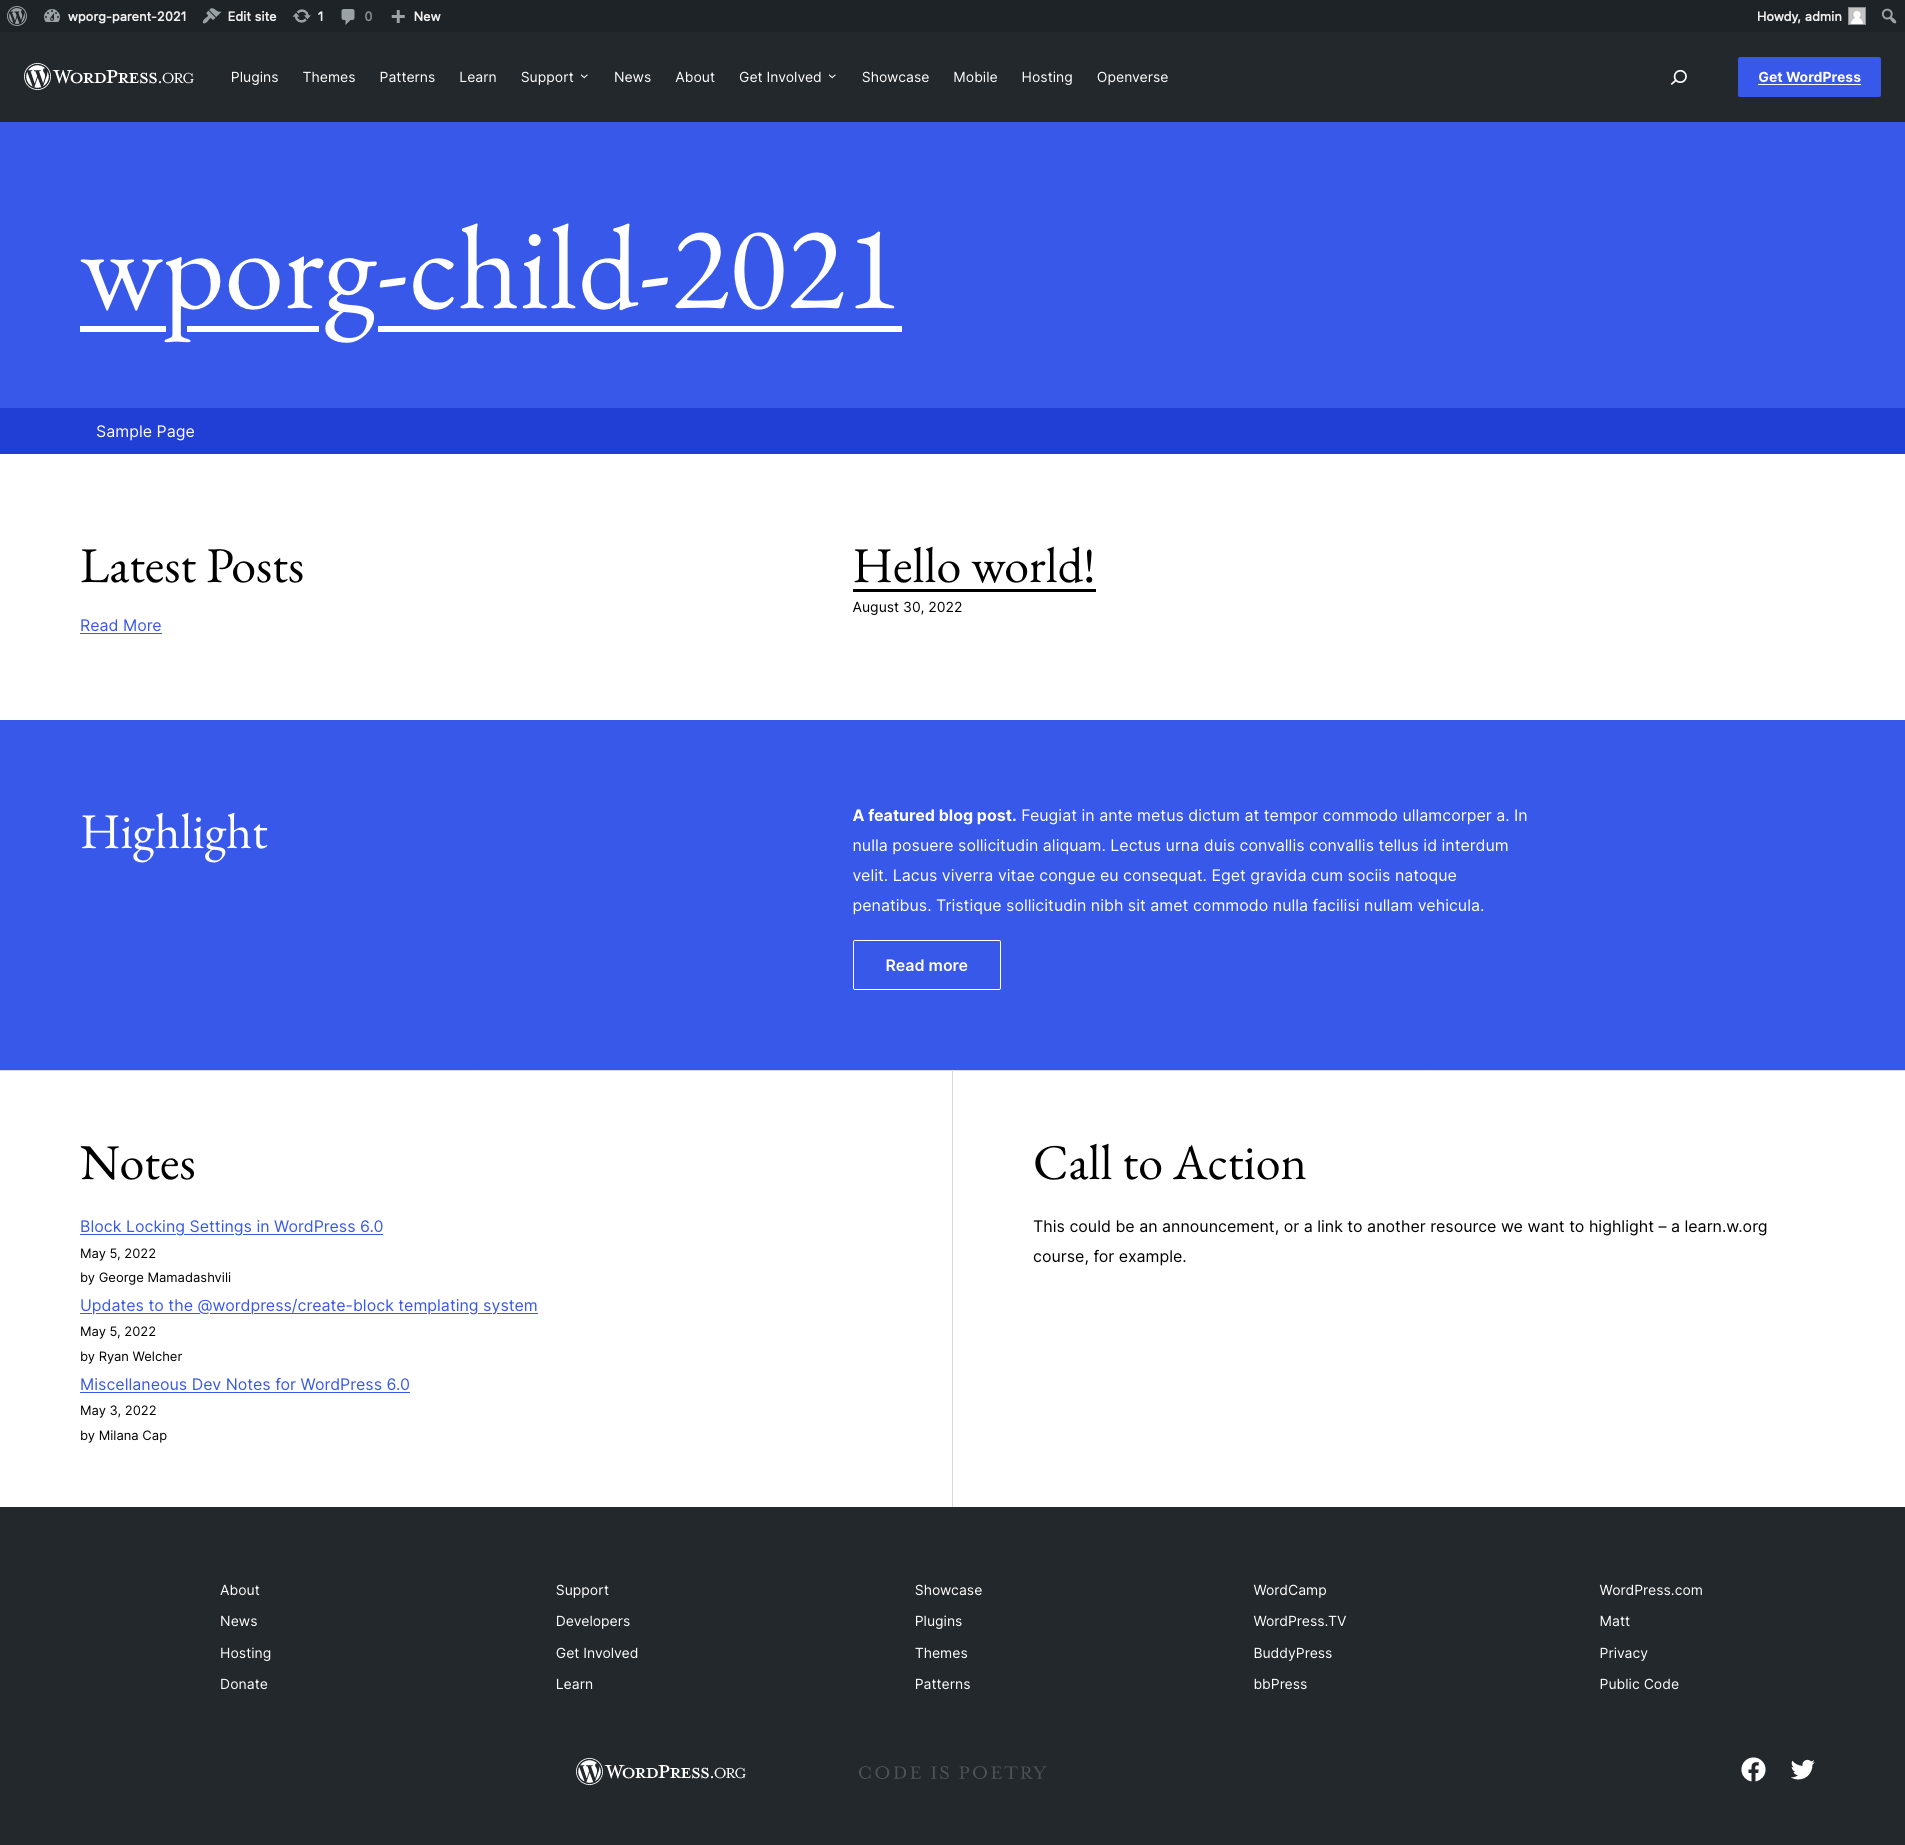 wporg-parent-2021 Edit site 1 0 New Howdy, admin
WORDPRESS.ORG Plugins Themes Patterns Learn Support News About Get Involved Showcase Mobile Hosting Openverse Get WordPress
wporg-child-2021
Sample Page
Latest Posts
Read More
Hello world!
August 30, 2022
Highlight
A featured blog post. Feugiat in ante metus dictum at tempor commodo ullamcorper a. In
nulla posuere sollicitudin aliquam. Lectus urna duis convallis convallis tellus id interdum
velit. Lacus viverra vitae congue eu consequat. Eget gravida cum sociis natoque
penatibus. Tristique sollicitudin nibh sit amet commodo nulla facilisi nullam vehicula.
Read more
Notes
Block Locking Settings in WordPress 6.0
May 5, 2022
by George Mamadashvili
Updates to the @wordpress/create-block templating system
May 5, 2022
by Ryan Welcher
Miscellaneous Dev Notes for WordPress 6.0
May 3, 2022
by Milana Cap
Call to Action
This could be an announcement, or a link to another resource we want to highlight – a learn.w.org
course, for example.
About
News
Hosting
Donate
Support
Developers
Get Involved
Learn
Showcase
Plugins
Themes
Patterns
WordCamp
WordPress.TV
BuddyPress
bbPress
WordPress.com
Matt
Privacy
Public Code
WORDPRESS.ORG
CODE IS POETRY